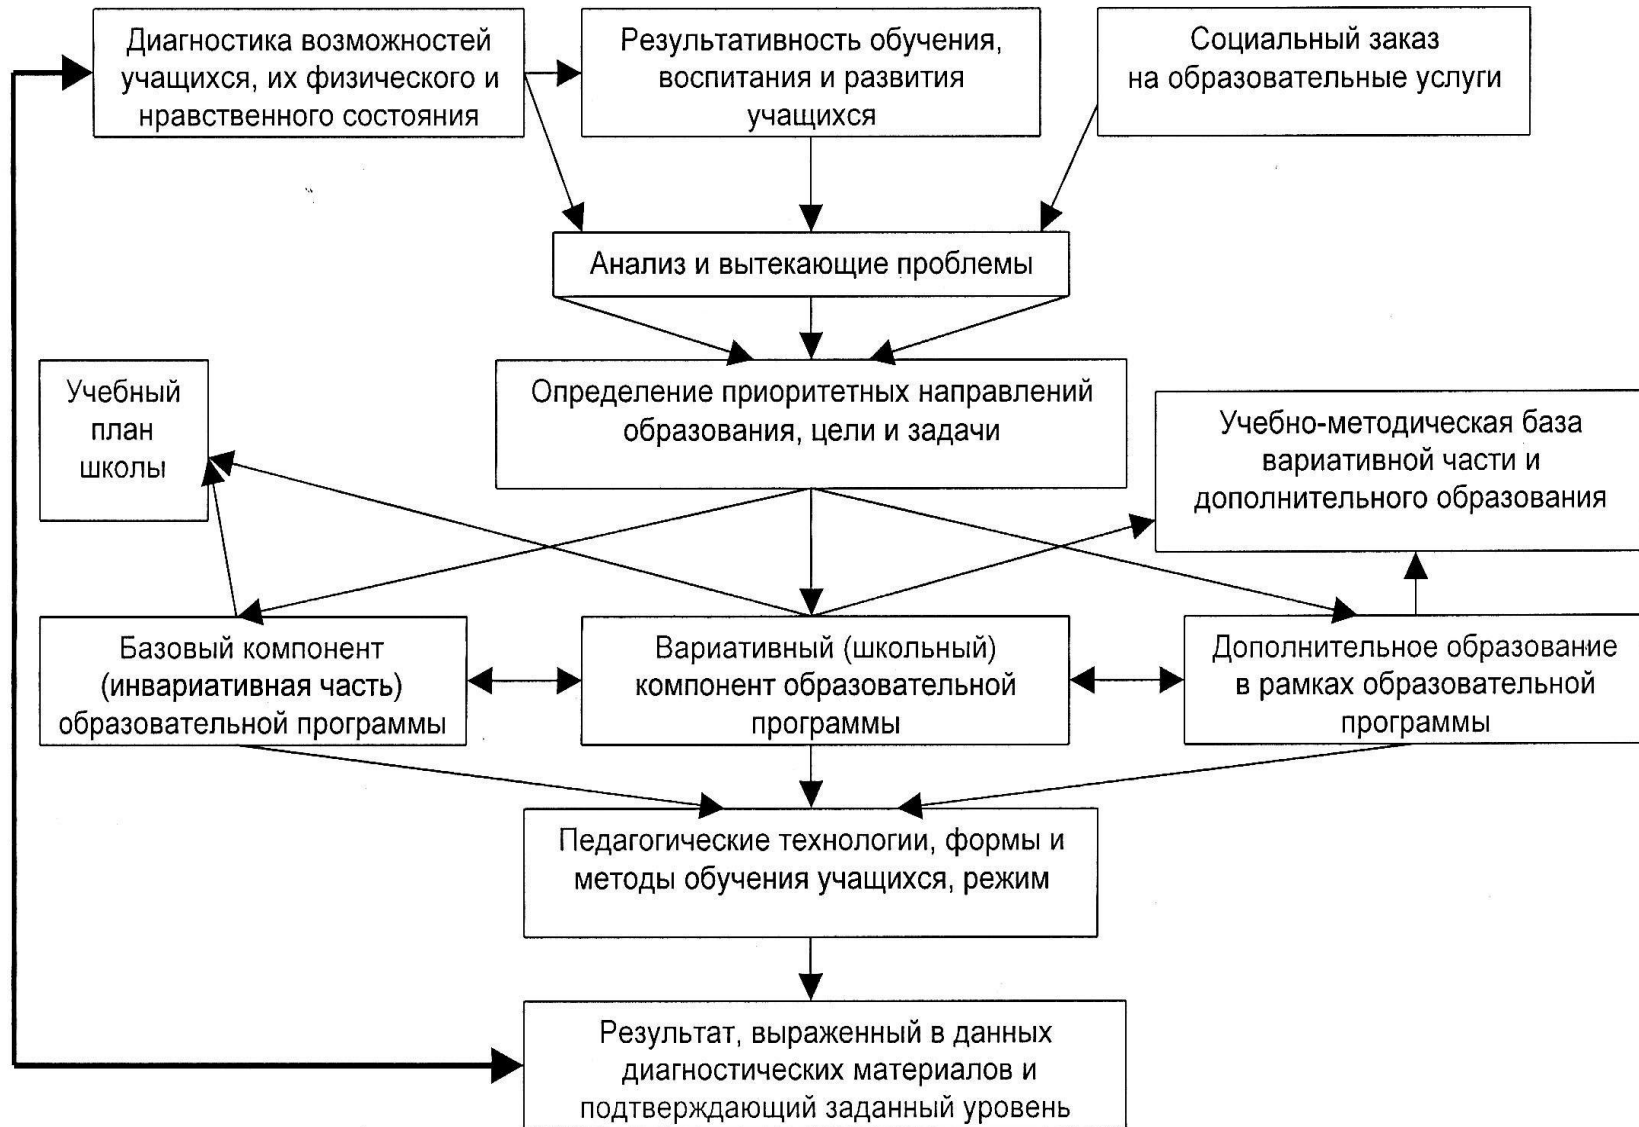 Диагностика возможностей
учащихся, их физического и
нравственного состояния
Результативность обучения,
воспитания и развития
учащихся
Социальный заказ
на образовательные услуги
Анализ и вытекающие проблемы
Учебный
план
школы
Определение приоритетных направлений
образования, цели и задачи
Учебно-методическая база
вариативной части и
дополнительного образования
Базовый компонент
(инвариативная часть)
образовательной программы
Вариативный (школьный)
компонент образовательной
программы
Дополнительное образование
в рамках образовательной
программы
Педагогические технологии, формы и
методы обучения учащихся, режим
Результат, выраженный в данных
диагностических материалов и
подтверждающий заданный уровень